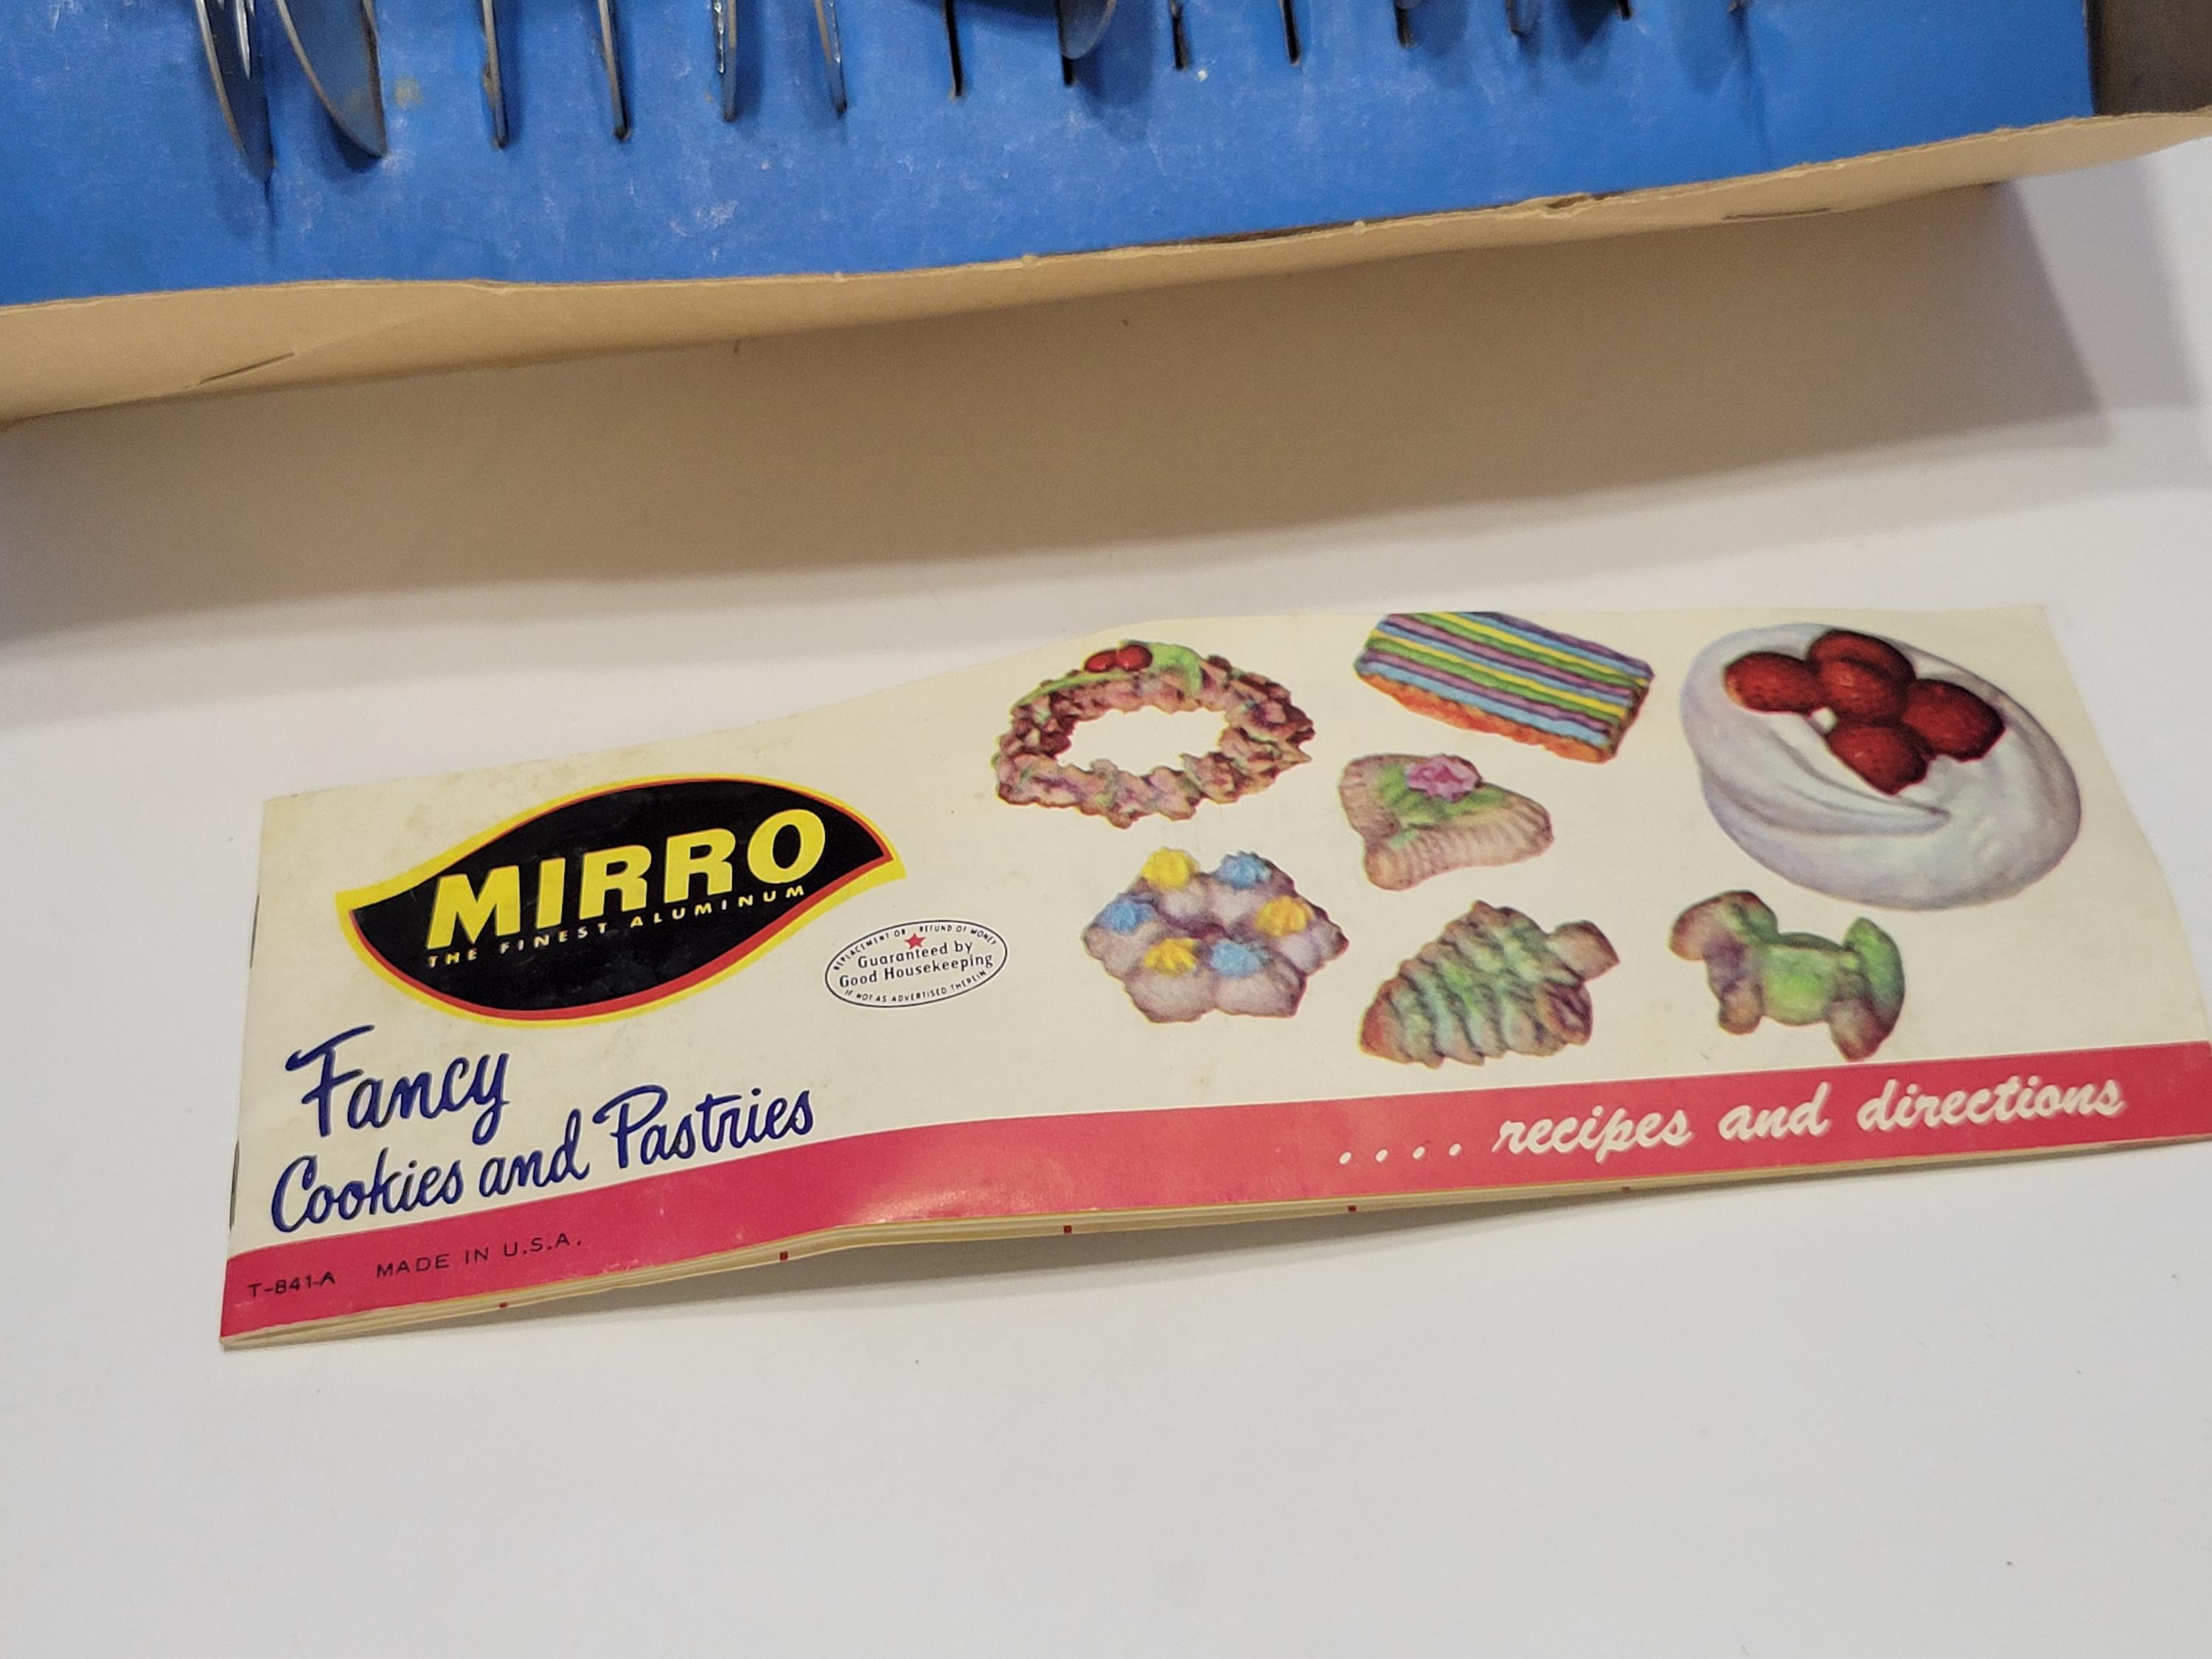 MIRRO
THE FINEST ALUMINUM
REPLACEMENT OR REFUND OF MONEY
Guaranteed by
Good Housekeeping
IF NOT AS ADVERTISED THEREIN
Fancy
Cookies and Pastries
.... recipes and directions
T-841-A MADE IN U.S.A.